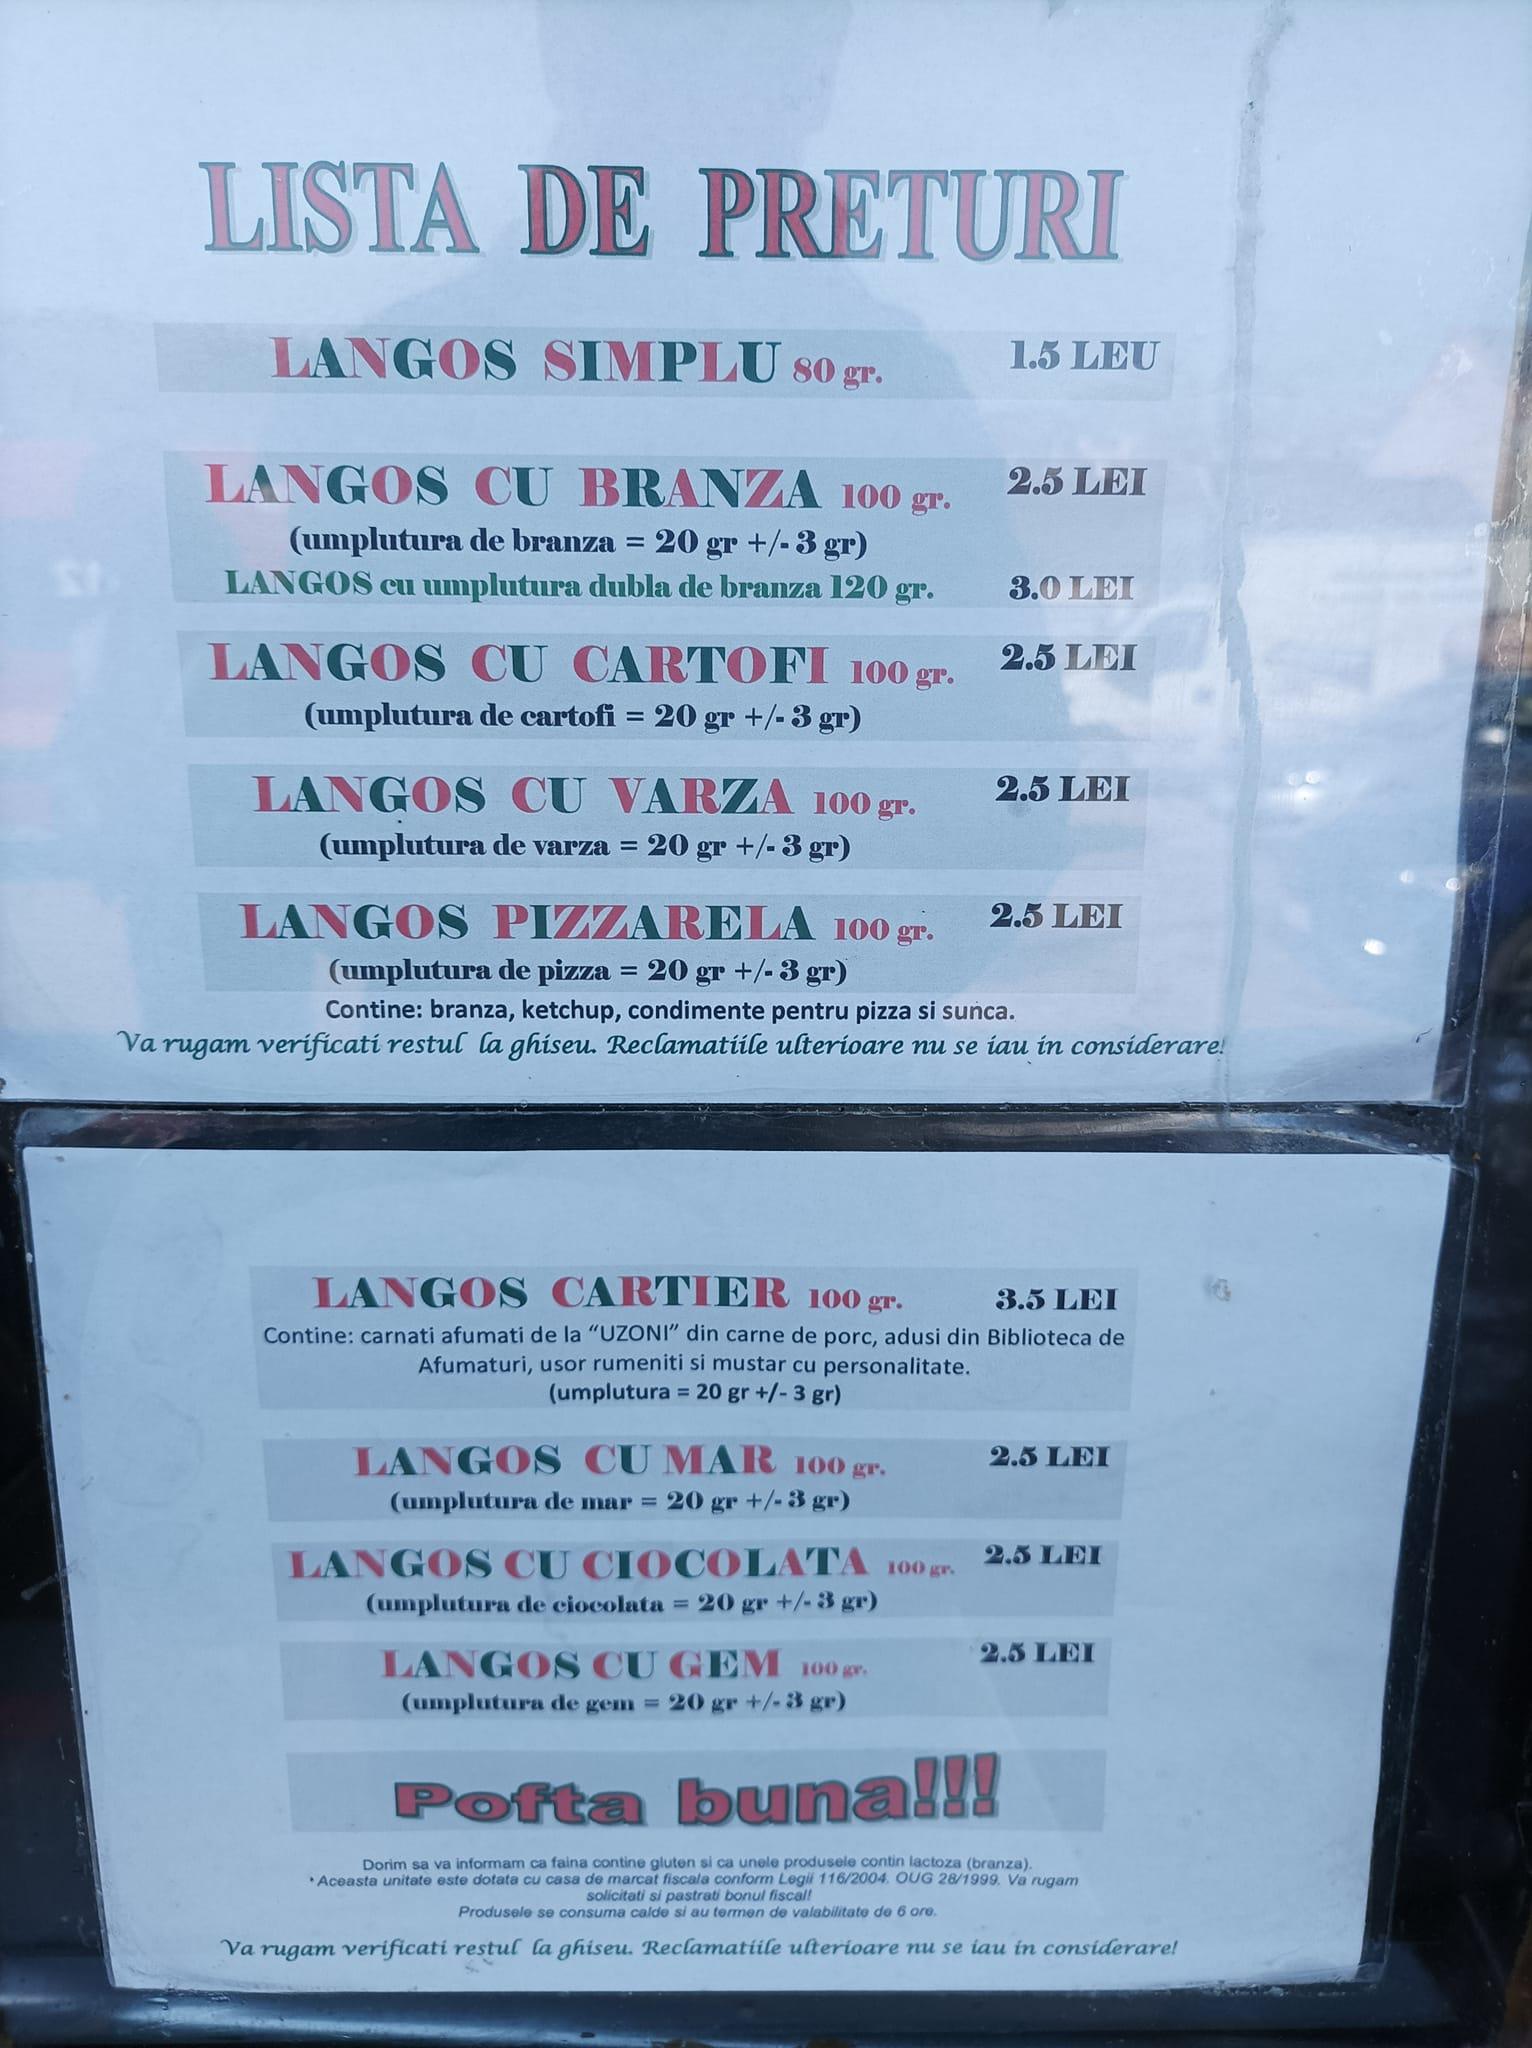 LISTA DE PRETURI
LANGOS SIMPLU 80 gr. 1.5 LEU
LANGOS CU BRANZA 100 gr. 2.5 LEI
(umplutura de branza = 20 gr +/- 3 gr)
LANGOS cu umplutura dubla de branza 120 gr. 3.0 LEI
LANGOS CU CARTOFI 100 gr. 2.5 LEI
(umplutura de cartofi = 20 gr +/- 3 gr)
LANGOS CU VARZA 100 gr. 2.5 LEI
(umplutura de varza = 20 gr +/- 3 gr)
LANGOS PIZZARELA 100 gr. 2.5 LEI
(umplutura de pizza = 20 gr +/- 3 gr)
Contine: branza, ketchup, condimente pentru pizza si sunca.
Va rugam verificati restul la ghiseu. Reclamatiile ulterioare nu se iau in considerare!
LANGOS CARTIER 100 gr. 3.5 LEI
Contine: carnati afumati de la “UZONI” din carne de porc, adusi din Biblioteca de
Afumaturi, usor rumeniti si mustar cu personalitate.
(umplutura = 20 gr +/- 3 gr)
LANGOS CU MAR 100 gr. 2.5 LEI
(umplutura de mar = 20 gr +/- 3 gr)
LANGOS CU CIOCOLATA 100 gr. 2.5 LEI
(umplutura de ciocolata = 20 gr +/- 3 gr)
LANGOS CU GEM 100 gr. 2.5 LEI
(umplutura de gem = 20 gr +/- 3 gr)
Pofta buna!!!
Dorim sa va informam ca faina contine gluten si ca unele produsele contin lactoza (branza).
* Aceasta unitate este dotata cu casa de marcat fiscala conform Legii 116/2004. OUG 28/1999. Va rugam
solicitati si pastrati bonul fiscal!
Produsele se consuma calde si au termen de valabilitate de 6 ore.
Va rugam verificati restul la ghiseu. Reclamatiile ulterioare nu se iau in considerare!